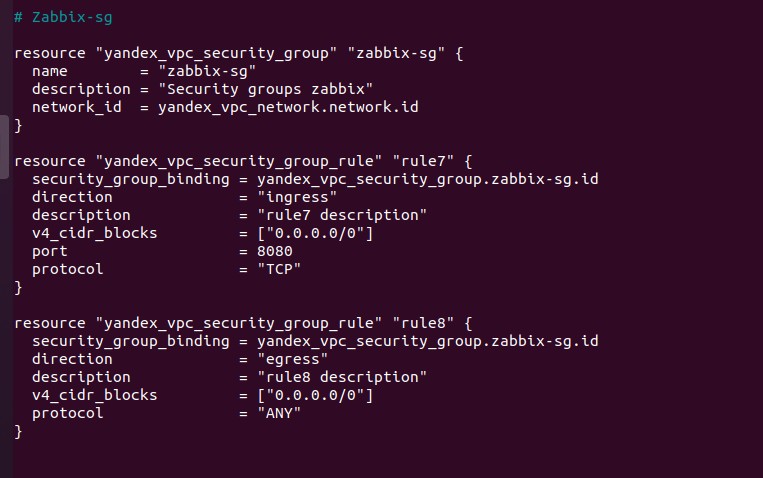 # Zabbix-sg
resource "yandex_vpc_security_group" "zabbix-sg" {
  name        = "zabbix-sg"
  description = "Security groups zabbix"
  network_id  = yandex_vpc_network.network.id
}
resource "yandex_vpc_security_group_rule" "rule7" {
  security_group_binding = yandex_vpc_security_group.zabbix-sg.id
  direction              = "ingress"
  description            = "rule7 description"
  v4_cidr_blocks         = ["0.0.0.0/0"]
  port                   = 8080
  protocol               = "TCP"
}
resource "yandex_vpc_security_group_rule" "rule8" {
  security_group_binding = yandex_vpc_security_group.zabbix-sg.id
  direction              = "egress"
  description            = "rule8 description"
  v4_cidr_blocks         = ["0.0.0.0/0"]
  protocol               = "ANY"
}